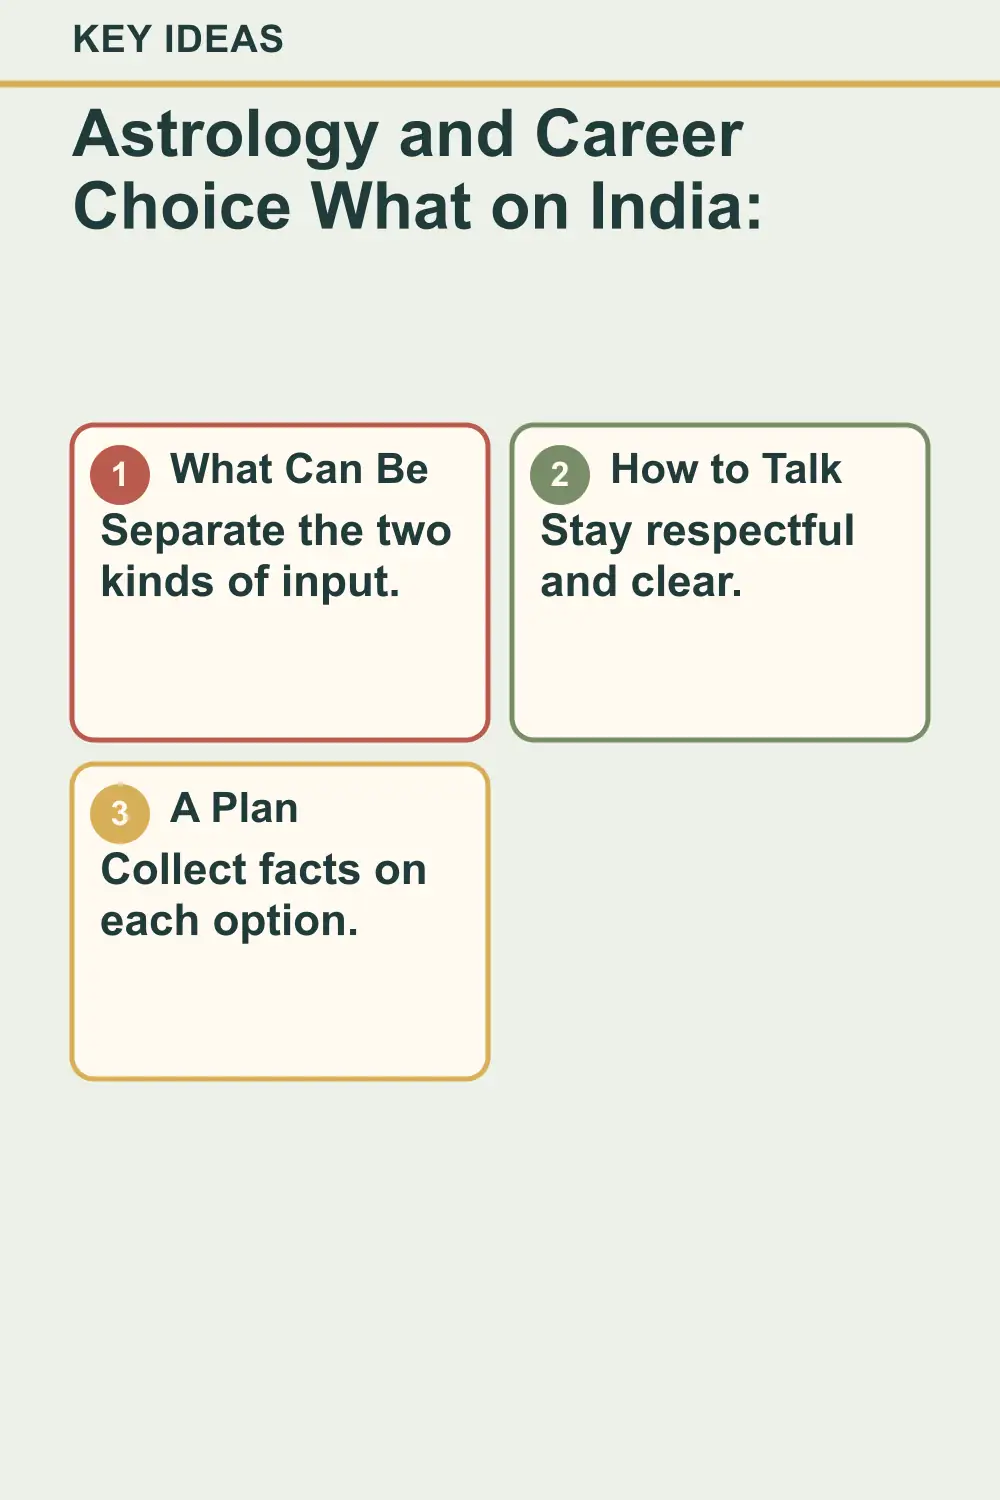 KEY IDEAS
Astrology and Career
Choice What on India:
1 What Can Be
Separate the two
kinds of input.
2 How to Talk
Stay respectful
and clear.
3 A Plan
Collect facts on
each option.